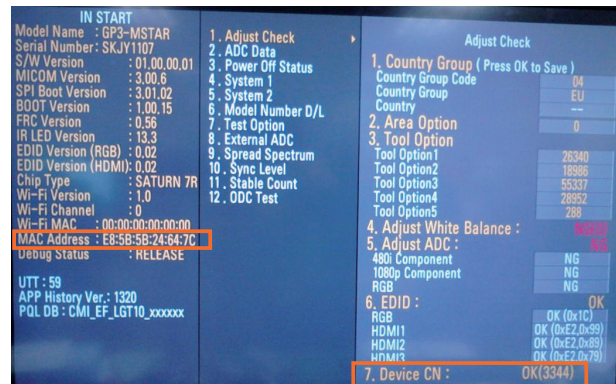 IN START
Model Name : GP3-MSTAR
Serial Number: SKJY1107
S/W Version : 01.00.00.01
MICOM Version : 3.00.6
SPI Boot Version : 3.01.02
BOOT Version : 1.00.15
FRC Version : 0.56
IR LED Version : 13.3
EDID Version (RGB) : 0.02
EDID Version (HDMI): 0.02
Chip Type : SATURN 7R
Wi-Fi Version : 1.0
Wi-Fi Channel : 0
Wi-Fi MAC : 00:00:00:00:00:00
MAC Address : E8:5B:5B:24:64:7C
Debug Status : RELEASE
UTT : 59
APP History Ver.: 1320
PQL DB : CMI_EF_LGT10_xxxxxx
1 . Adjust Check
2 . ADC Data
3 . Power Off Status
4 . System 1
5 . System 2
6 . Model Number D/L
7 . Test Option
8 . External ADC
9 . Spread Spectrum
10 . Sync Level
11 . Stable Count
12 . ODC Test
Adjust Check
1. Country Group ( Press OK to Save )
Country Group Code 04
Country Group EU
Country --
2. Area Option 0
3. Tool Option
Tool Option1 26340
Tool Option2 18986
Tool Option3 55337
Tool Option4 28952
Tool Option5 288
4. Adjust White Balance :
5. Adjust ADC : NG
480i Component NG
1080p Component NG
RGB NG
6. EDID : OK
RGB OK (0x1C)
HDMI1 OK (0xE2,0x99)
HDMI2 OK (0xE2,0x89)
HDMI3 OK (0xE2,0x79)
7. Device CN : OK(3344)